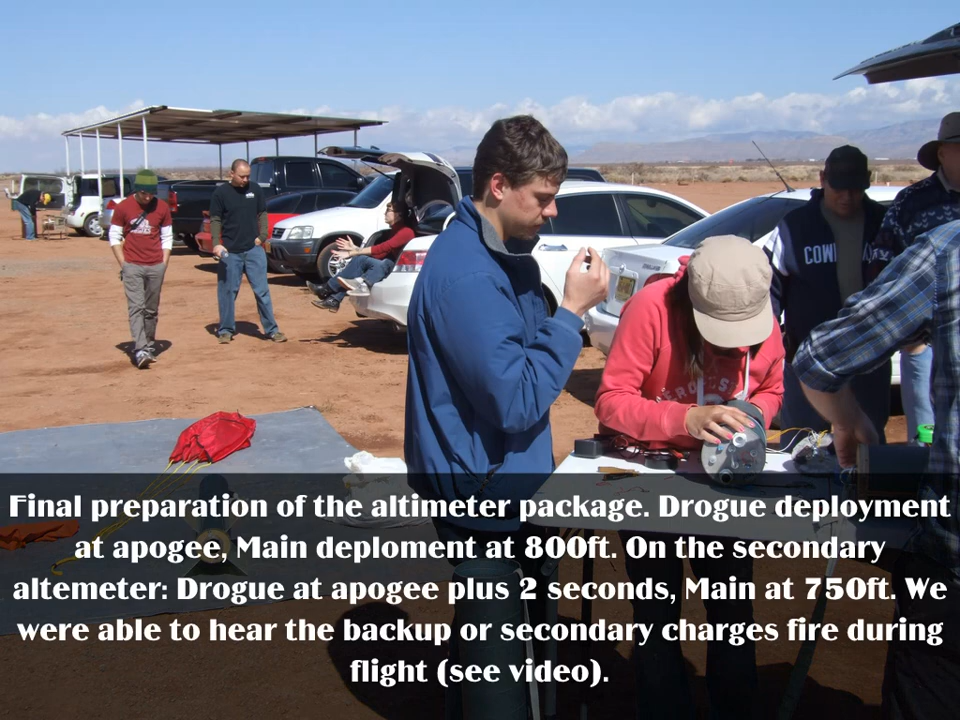 COWBOYS
Final preparation of the altimeter package. Drogue deployment
at apogee, Main deploment at 800ft. On the secondary
altemeter: Drogue at apogee plus 2 seconds, Main at 750ft. We
were able to hear the backup or secondary charges fire during
flight (see video).